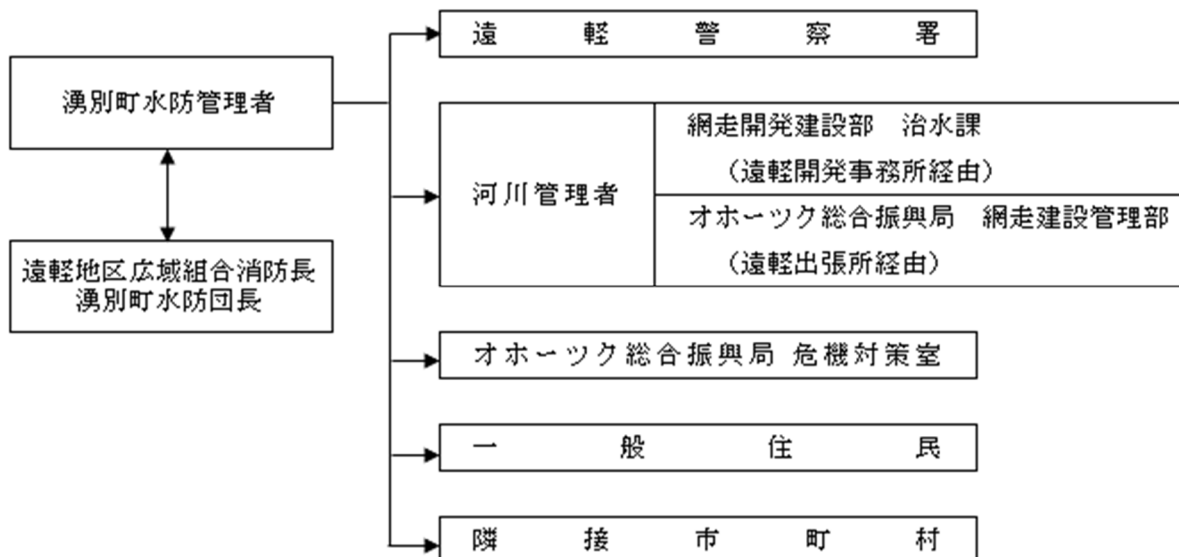 湧別町水防管理者
遠軽地区広域組合消防長
湧別町水防団長
遠軽警察署
河川管理者
網走開発建設部　治水課
（遠軽開発事務所経由）
オホーツク総合振興局　網走建設管理部
（遠軽出張所経由）
オホーツク総合振興局 危機対策室
一般住民
隣接市町村